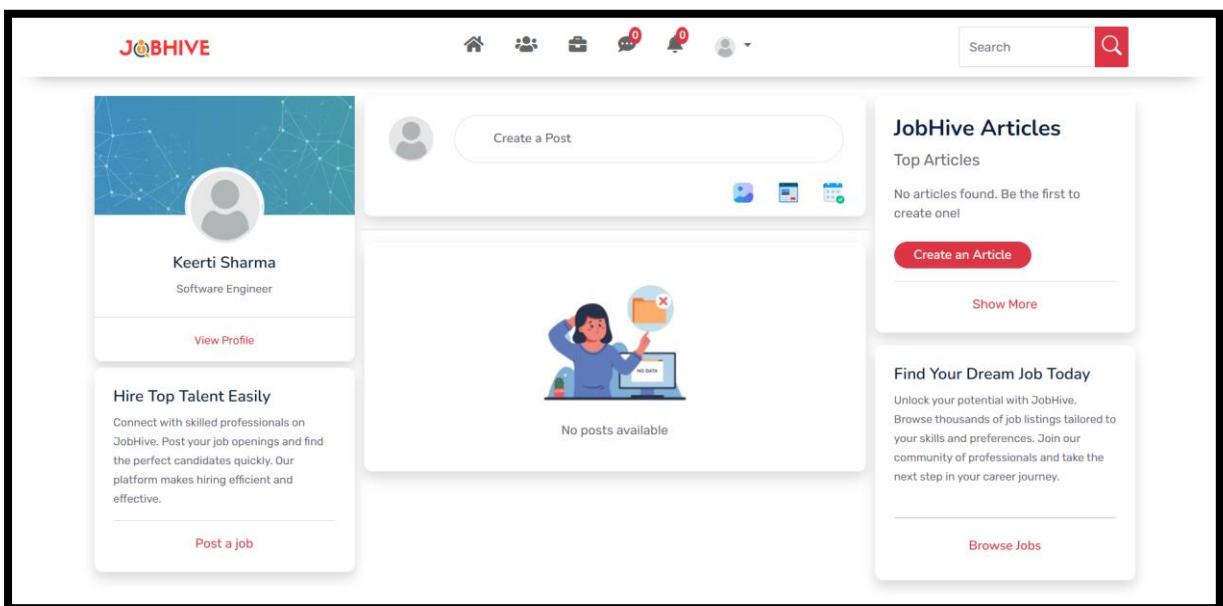 JOBHIVE
0
0
Search
Keerti Sharma
Software Engineer
View Profile
Hire Top Talent Easily
Connect with skilled professionals on
JobHive. Post your job openings and find
the perfect candidates quickly. Our
platform makes hiring efficient and
effective.
Post a job
Create a Post
NO DATA
No posts available
JobHive Articles
Top Articles
No articles found. Be the first to
create one!
Create an Article
Show More
Find Your Dream Job Today
Unlock your potential with JobHive.
Browse thousands of job listings tailored to
your skills and preferences. Join our
community of professionals and take the
next step in your career journey.
Browse Jobs